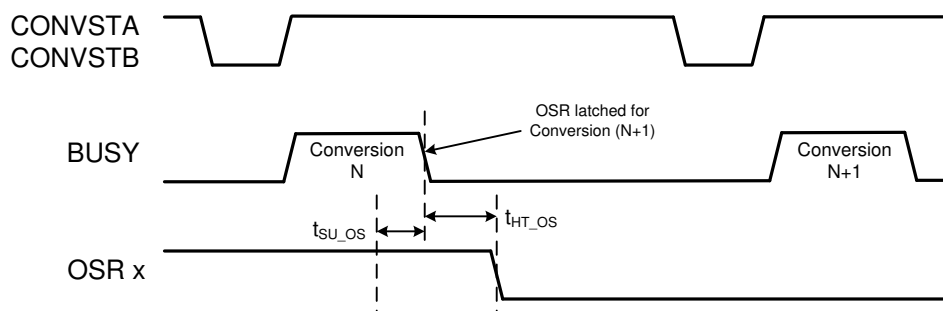 CONVSTA
CONVSTB
OSR latched for
Conversion (N+1)
BUSY
Conversion
N
Conversion
N+1
tSU_OS
tHT_OS
OSR x